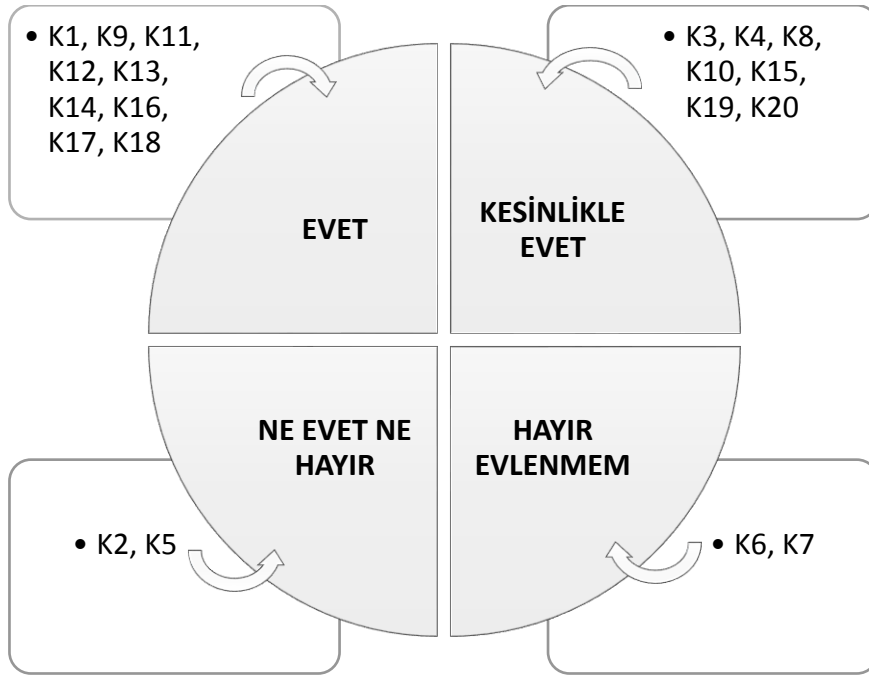 • K1, K9, K11,
K12, K13,
K14, K16,
K17, K18
• K3, K4, K8,
K10, K15,
K19, K20
EVET
KESİNLİKLE
EVET
NE EVET NE
HAYIR
HAYIR
EVLENMEM
• K2, K5
• K6, K7